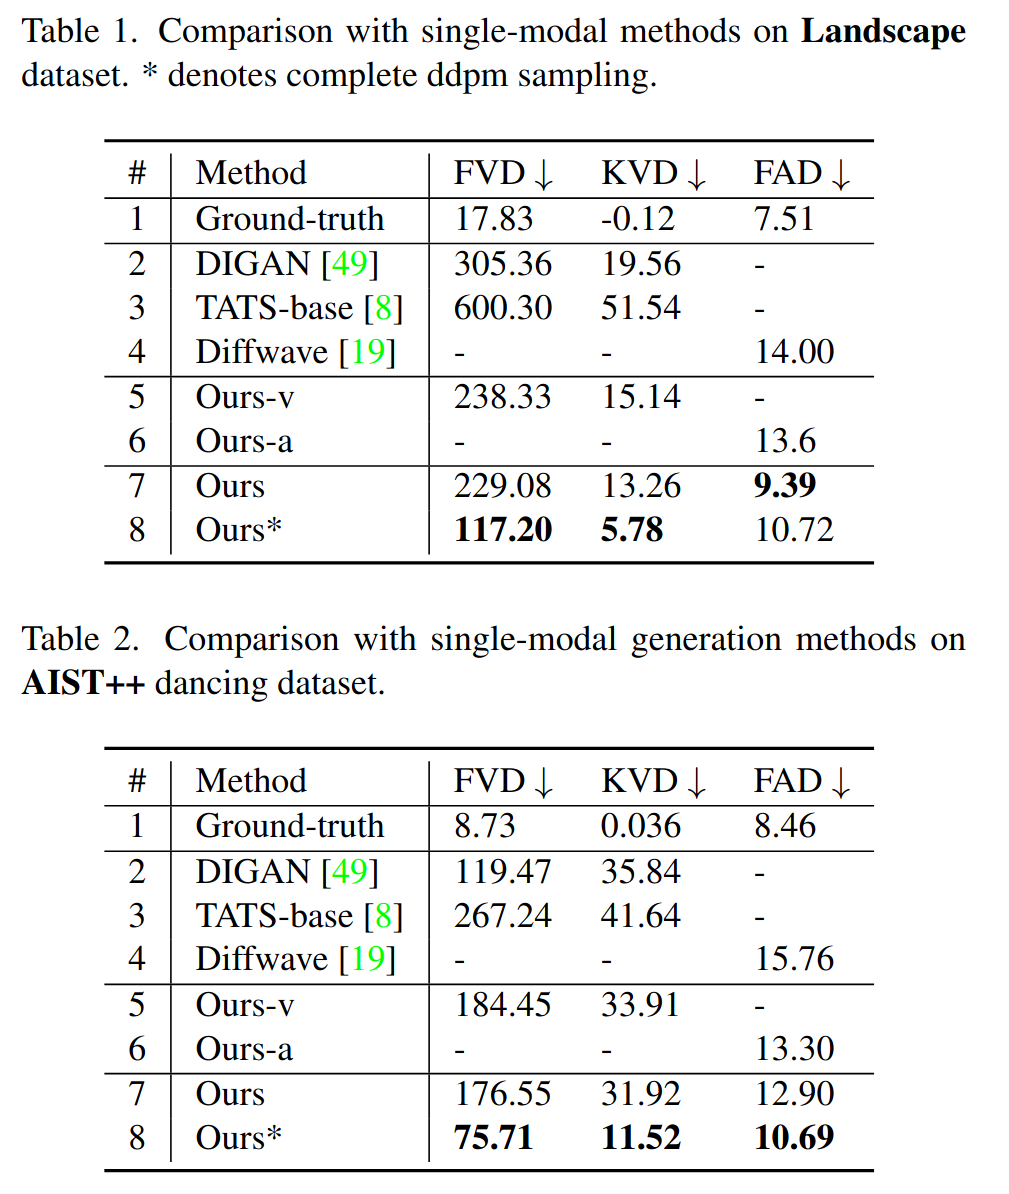 Table 1. Comparison with single-modal methods on Landscape
dataset. * denotes complete ddpm sampling.
# Method FVD ↓ KVD ↓ FAD ↓
1 Ground-truth 17.83 -0.12 7.51
2 DIGAN [49] 305.36 19.56 -
3 TATS-base [8] 600.30 51.54 -
4 Diffwave [19] - - 14.00
5 Ours-v 238.33 15.14 -
6 Ours-a - - 13.6
7 Ours 229.08 13.26 9.39
8 Ours* 117.20 5.78 10.72
Table 2. Comparison with single-modal generation methods on
AIST++ dancing dataset.
# Method FVD ↓ KVD ↓ FAD ↓
1 Ground-truth 8.73 0.036 8.46
2 DIGAN [49] 119.47 35.84 -
3 TATS-base [8] 267.24 41.64 -
4 Diffwave [19] - - 15.76
5 Ours-v 184.45 33.91 -
6 Ours-a - - 13.30
7 Ours 176.55 31.92 12.90
8 Ours* 75.71 11.52 10.69